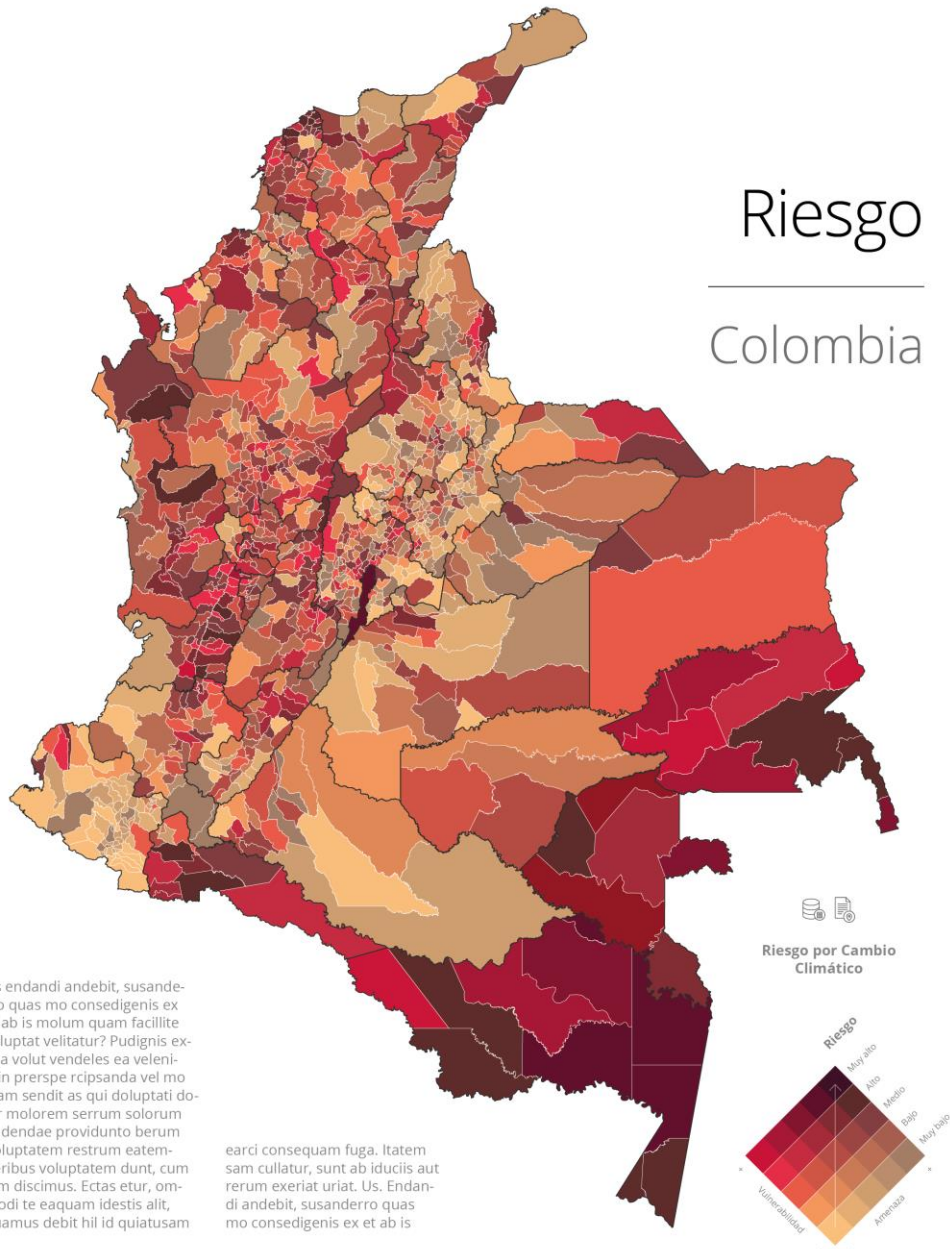 Riesgo
Colombia
Riesgo por Cambio
Climático
Riesgo
Muy alto
Alto
Medio
Bajo
Muy bajo
Vulnerabilidad
Amenaza
s endandi andebit, susande-
o quas mo consedigenis ex
ab is molum quam facillite
luptat velitatur? Pudignis ex-
a volut vendeles ea veleni-
in prerspe rcipsanda vel mo
am sendit as qui doluptati do-
r molorem serrum solorum
dendae providunto berum
oluptatem restrum eatem-
eribus voluptatem dunt, cum
m discimus. Ectas etur, om-
odi te eaquam idestis alit,
uamus debit hil id quiatusam
earci consequam fuga. Itatem
sam cullatur, sunt ab iduciis aut
rerum exeriat uriat. Us. Endan-
di andebit, susanderro quas
mo consedigenis ex et ab is